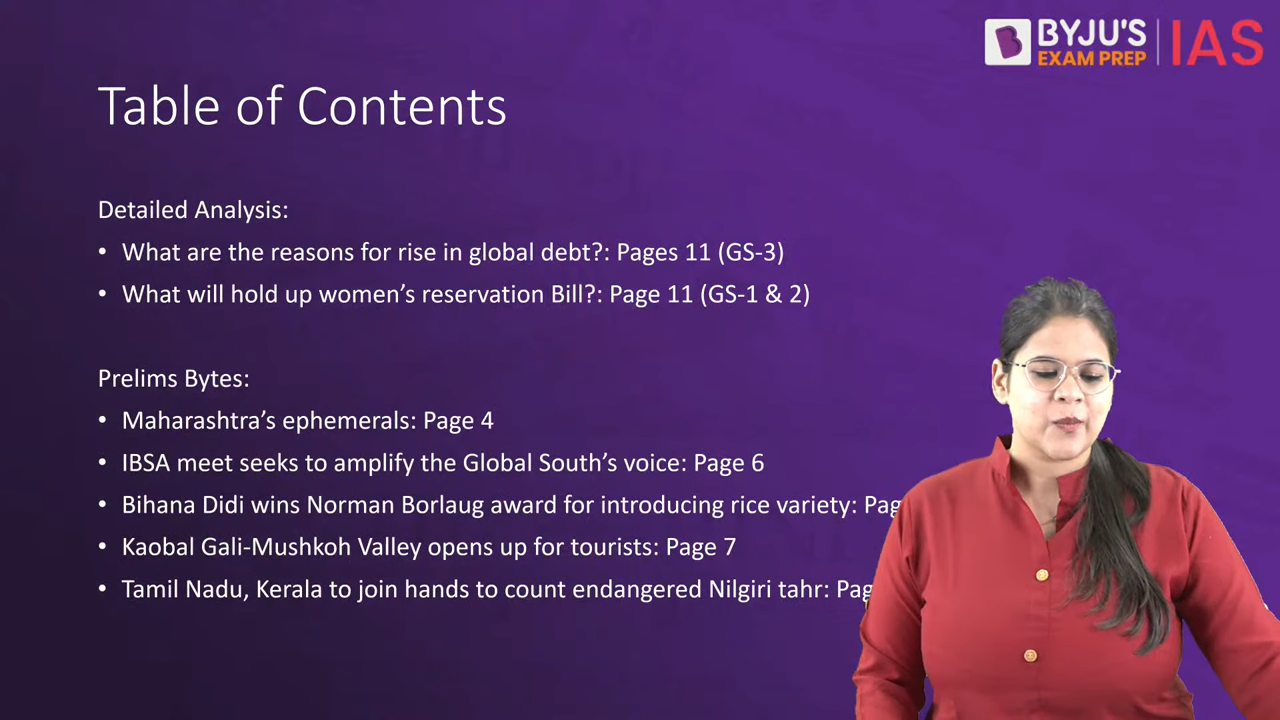 BYJU'S
EXAM PREP
IAS
Table of Contents
Detailed Analysis:
• What are the reasons for rise in global debt?: Pages 11 (GS-3)
• What will hold up women’s reservation Bill?: Page 11 (GS-1 & 2)
Prelims Bytes:
• Maharashtra’s ephemerals: Page 4
• IBSA meet seeks to amplify the Global South’s voice: Page 6
• Bihana Didi wins Norman Borlaug award for introducing rice variety:
• Kaobal Gali-Mushkoh Valley opens up for tourists: Page 7
• Tamil Nadu, Kerala to join hands to count endangered Nilgiri tahr: